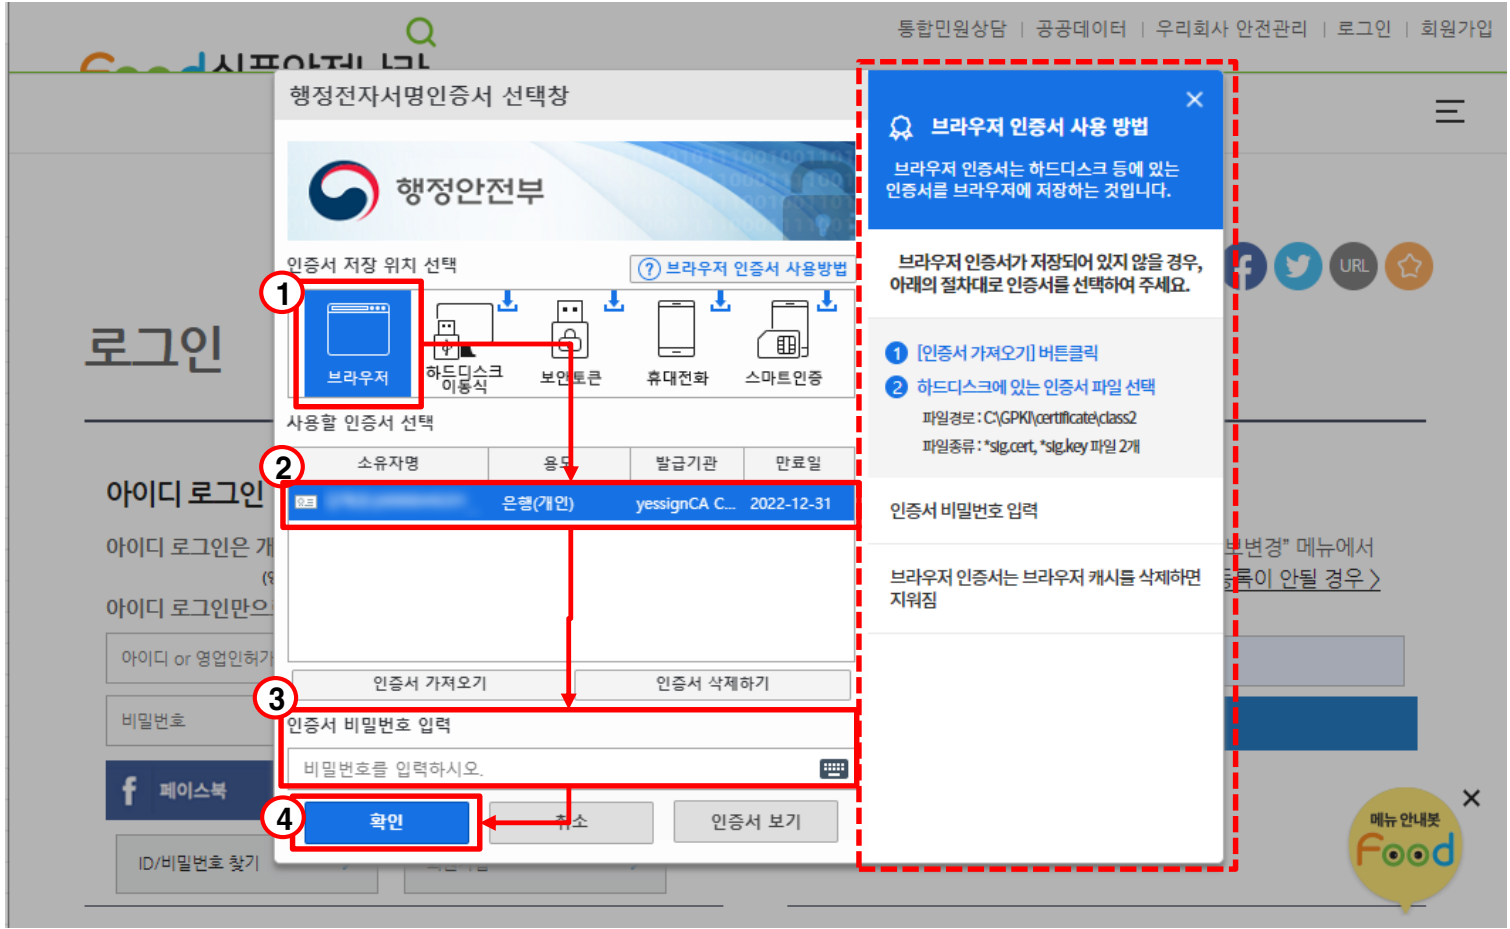 통합민원상담 | 공공데이터 | 우리회사 안전관리 | 로그인 | 회원가입
Food 식품안전나라
행정전자서명인증서 선택창
행정안전부
인증서 저장 위치 선택
? 브라우저 인증서 사용방법
1
브라우저
하드디스크
이동식
보안토큰
휴대전화
스마트인증
사용할 인증서 선택
2
소유자명 용도 발급기관 만료일
은행(개인) yessignCA C... 2022-12-31
인증서 가져오기 인증서 삭제하기
3
인증서 비밀번호 입력
비밀번호를 입력하시오.
4
확인 취소 인증서 보기
브라우저 인증서 사용 방법
브라우저 인증서는 하드디스크 등에 있는
인증서를 브라우저에 저장하는 것입니다.
브라우저 인증서가 저장되어 있지 않을 경우,
아래의 절차대로 인증서를 선택하여 주세요.
1 [인증서 가져오기] 버튼클릭
2 하드디스크에 있는 인증서 파일 선택
파일경로 : C\GPKI\certificate\class2
파일종류 : *sig.cert, *sig.key 파일 2개
인증서 비밀번호 입력
브라우저 인증서는 브라우저 캐시를 삭제하면
지워짐
URL
로그인
아이디 로그인
아이디 로그인은 개
아이디 로그인만으
아이디 or 영업인허가
비밀번호
f 페이스북
ID/비밀번호 찾기
보변경” 메뉴에서
등록이 안될 경우 〉
메뉴 안내봇
Food